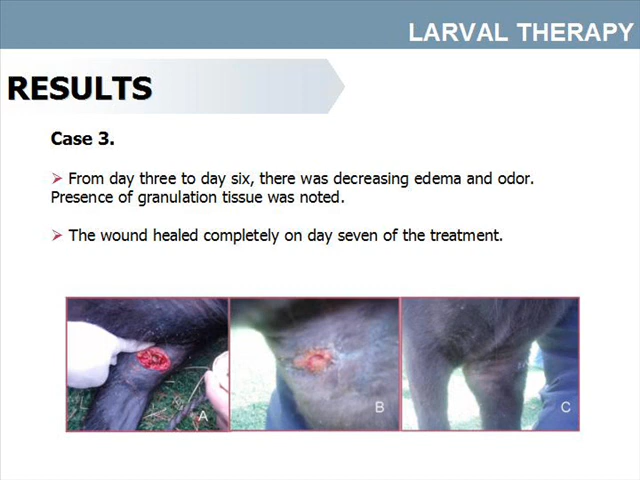 LARVAL THERAPY
RESULTS
Case 3.
➢ From day three to day six, there was decreasing edema and odor.
Presence of granulation tissue was noted.
➢ The wound healed completely on day seven of the treatment.
A
B
C